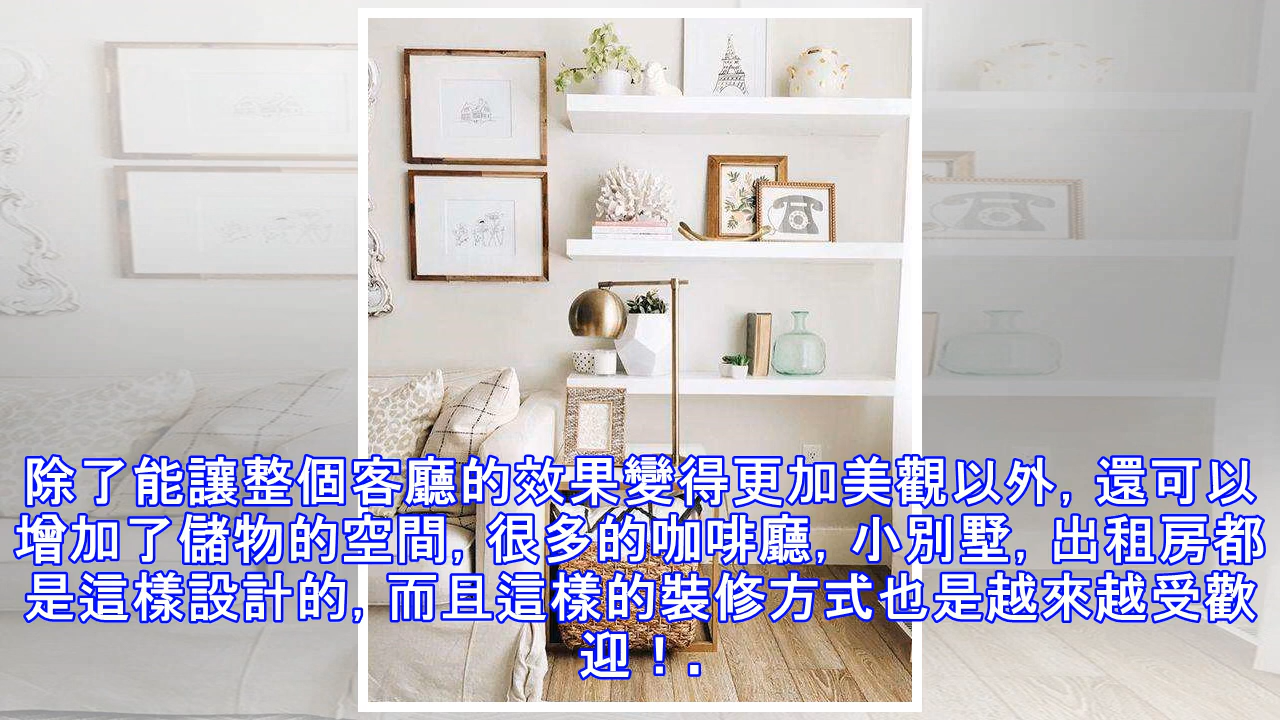 除了能讓整個客廳的效果變得更加美觀以外, 還可以
增加了儲物的空間, 很多的咖啡廳, 小別墅, 出租房都
是這樣設計的, 而且這樣的裝修方式也是越來越受歡
迎！.